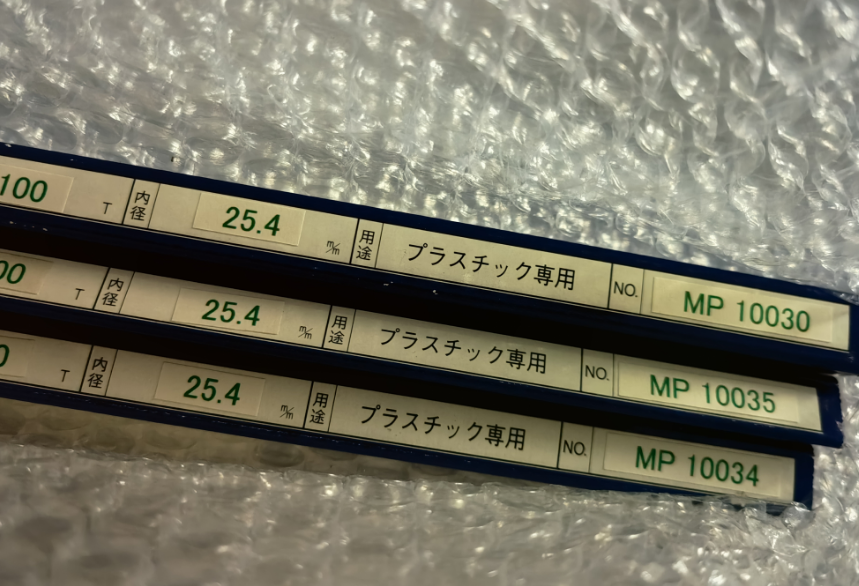 100 T 内径 25.4 m/m 用途 プラスチック専用 NO. MP 10030
00 T 内径 25.4 m/m 用途 プラスチック専用 NO. MP 10035
0 T 内径 25.4 m/m 用途 プラスチック専用 NO. MP 10034